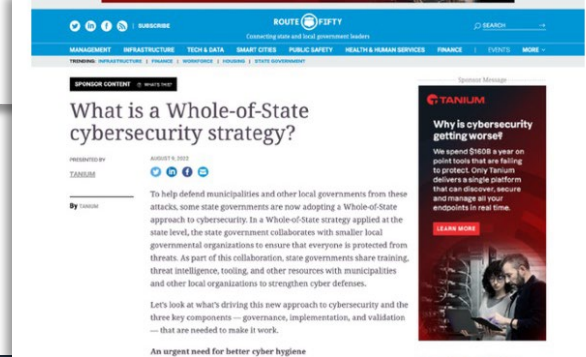 SUBSCRIBE
ROUTE FIFTY
Connecting state and local government leaders
SEARCH
MANAGEMENT INFRASTRUCTURE TECH & DATA SMART CITIES PUBLIC SAFETY HEALTH & HUMAN SERVICES FINANCE | EVENTS MORE
TRENDING: INFRASTRUCTURE | FINANCE | WORKFORCE | HOUSING | STATE GOVERNMENT
SPONSOR CONTENT WHAT'S THIS?
What is a Whole-of-State
cybersecurity strategy?
PRESENTED BY
TANIUM
By TANIUM
AUGUST 9, 2022
To help defend municipalities and other local governments from these
attacks, some state governments are now adopting a Whole-of-State
approach to cybersecurity. In a Whole-of-State strategy applied at the
state level, the state government collaborates with smaller local
governmental organizations to ensure that everyone is protected from
threats. As part of this collaboration, state governments share training,
threat intelligence, tooling, and other resources with municipalities
and other local organizations to strengthen cyber defenses.
Let's look at what's driving this new approach to cybersecurity and the
three key components — governance, implementation, and validation
— that are needed to make it work.
An urgent need for better cyber hygiene
Sponsor Message
TANIUM
Why is cybersecurity
getting worse?
We spend $160B a year on
point tools that are failing
to protect. Only Tanium
delivers a single platform
that can discover, secure
and manage all your
endpoints in real time.
LEARN MORE